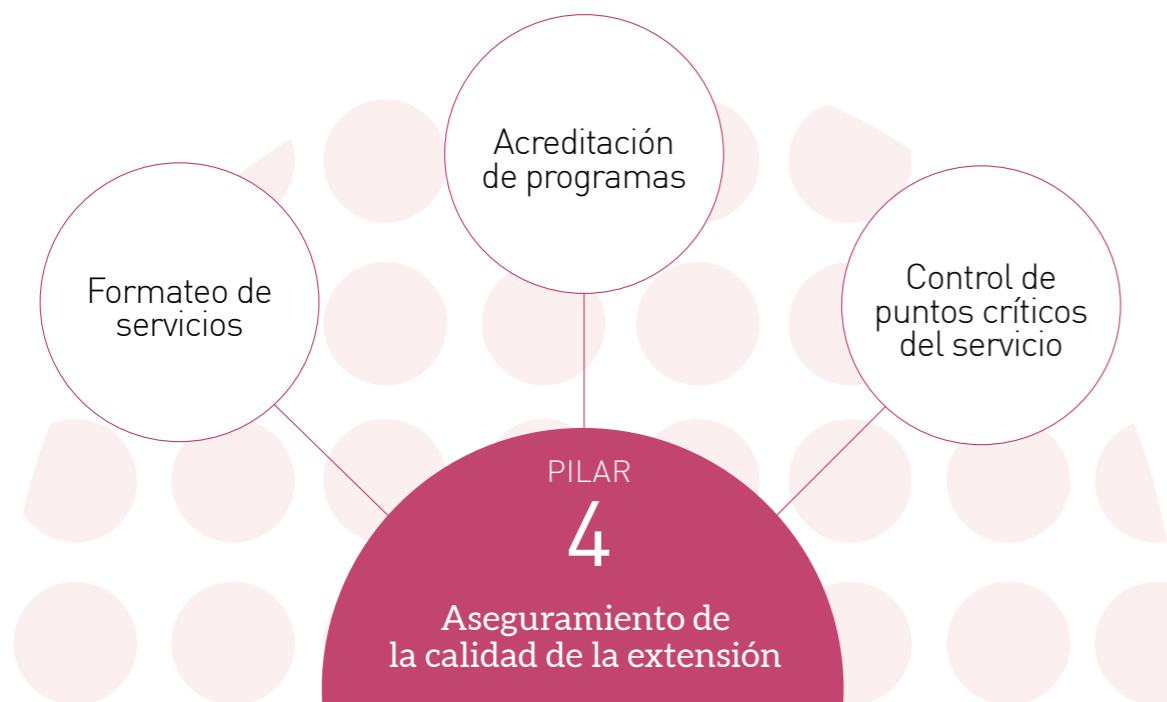 Acreditación
de programas
Formateo de
servicios
Control de
puntos críticos
del servicio
PILAR
4
Aseguramiento de
la calidad de la extensión